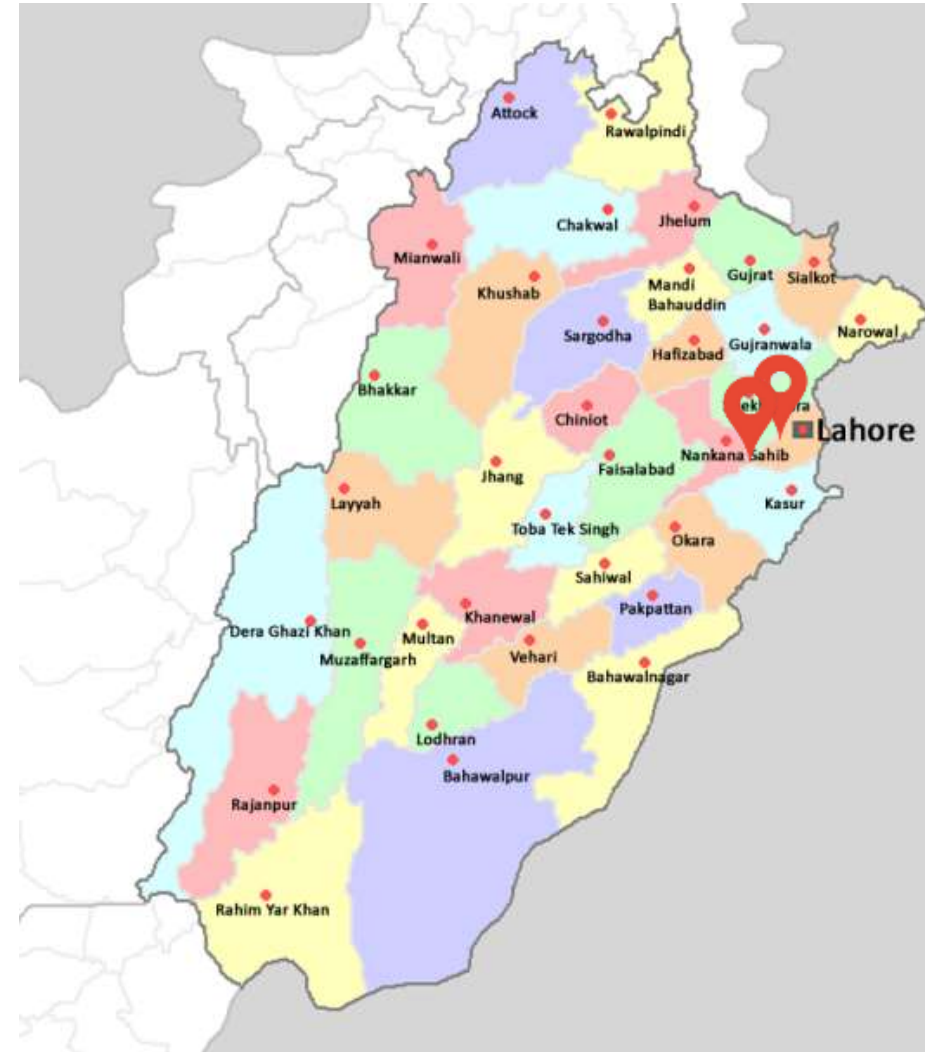 Attock
Rawalpindi
Chakwal
Jhelum
Mianwali
Khushab
Mandi
Bahauddin
Gujrat
Sialkot
Sargodha
Hafizabad
Gujranwala
Narowal
Bhakkar
Chiniot
Lahore
Jhang
Faisalabad
Nankana Sahib
Layyah
Toba Tek Singh
Kasur
Okara
Sahiwal
Khanewal
Pakpattan
Dera Ghazi Khan
Muzaffargarh
Multan
Vehari
Bahawalnagar
Lodhran
Bahawalpur
Rajanpur
Rahim Yar Khan